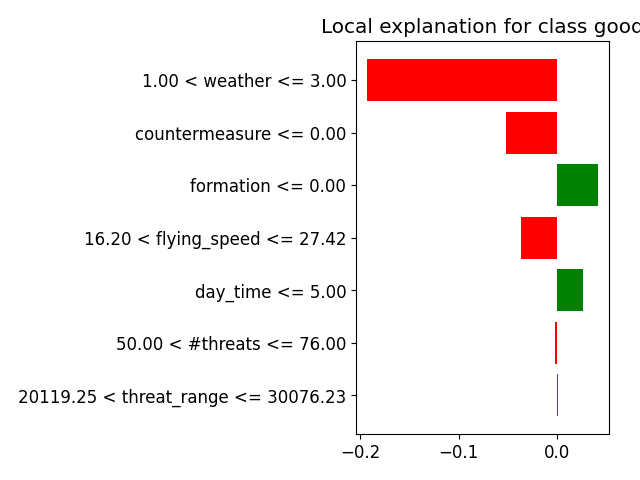 Local explanation for class good
1.00 < weather <= 3.00
countermeasure <= 0.00
formation <= 0.00
16.20 < flying_speed <= 27.42
day_time <= 5.00
50.00 < #threats <= 76.00
20119.25 < threat_range <= 30076.23
−0.2 −0.1 0.0